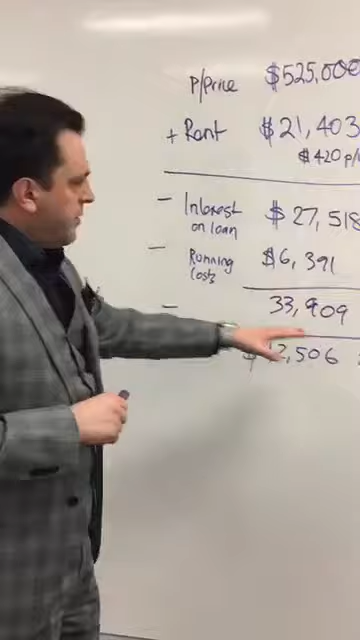 P/Price $525,000
+ Rent $21,403
$420 p/
- Interest on loan $27,518
- Running Costs $6,391
-
33,909
$12,506